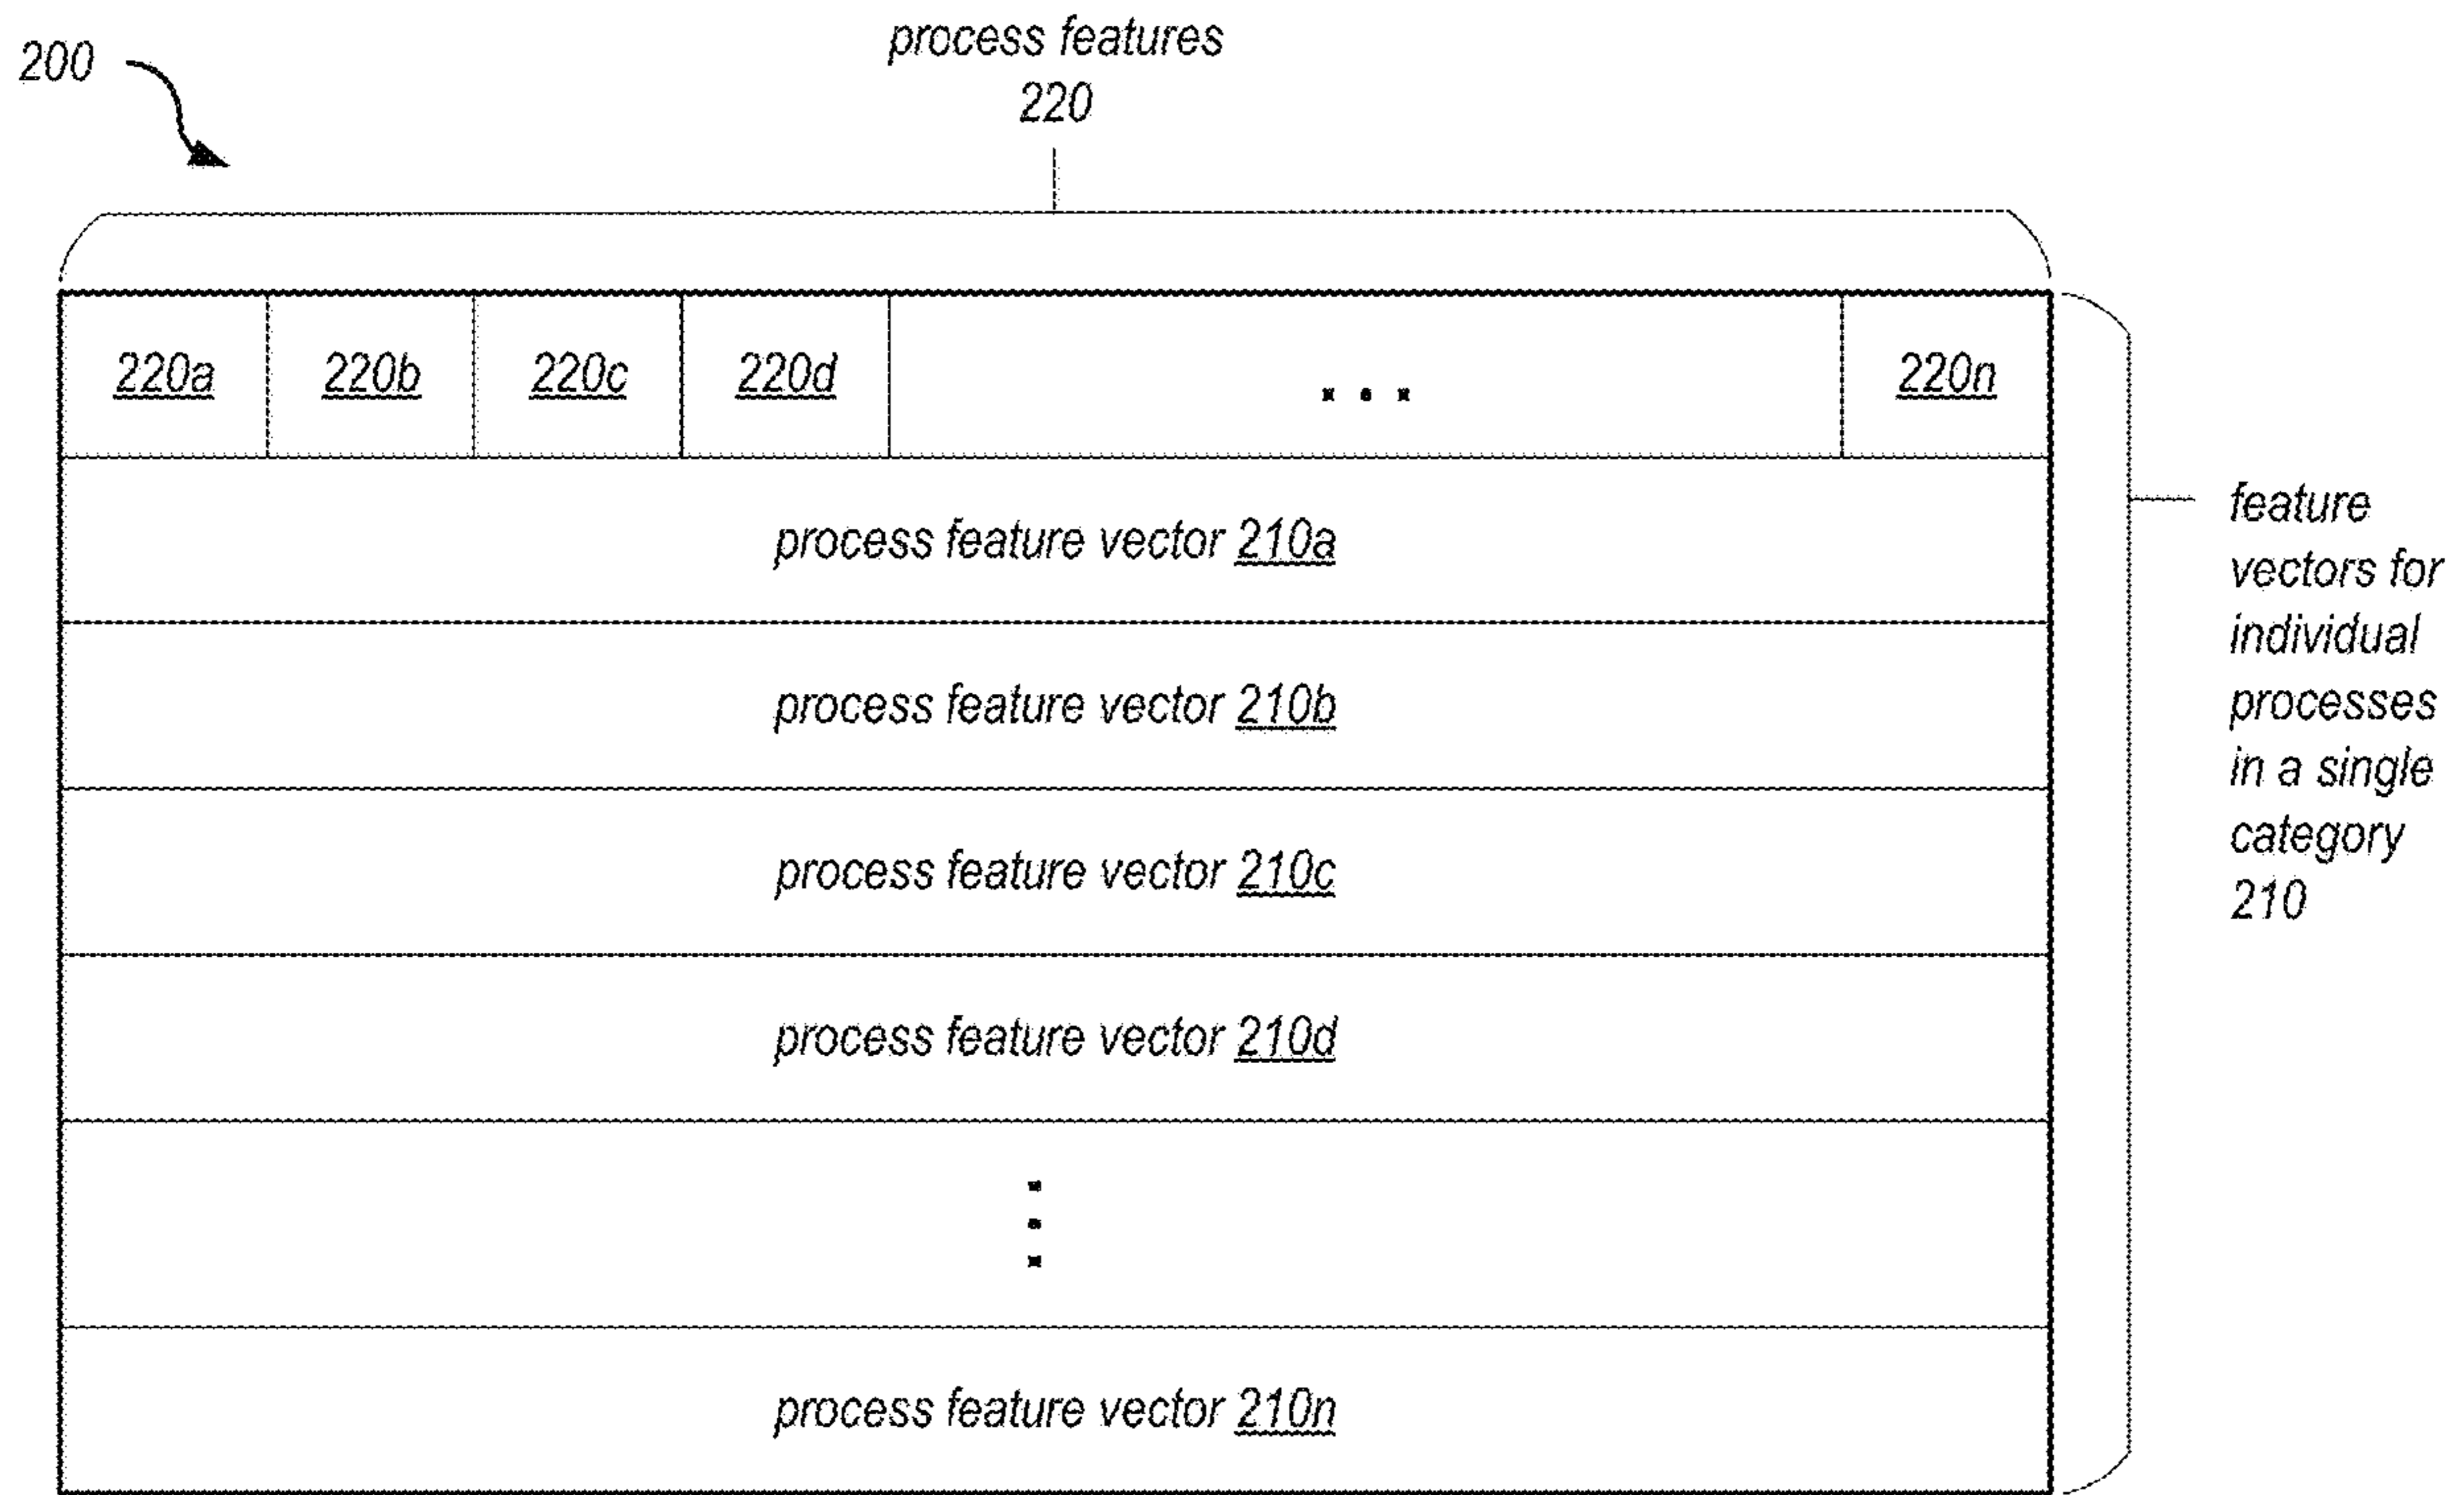 200
process features
220
220a 220b 220c 220d ... 220n
process feature vector 210a
process feature vector 210b
process feature vector 210c
process feature vector 210d
process feature vector 210n
feature
vectors for
individual
processes
in a single
category
210